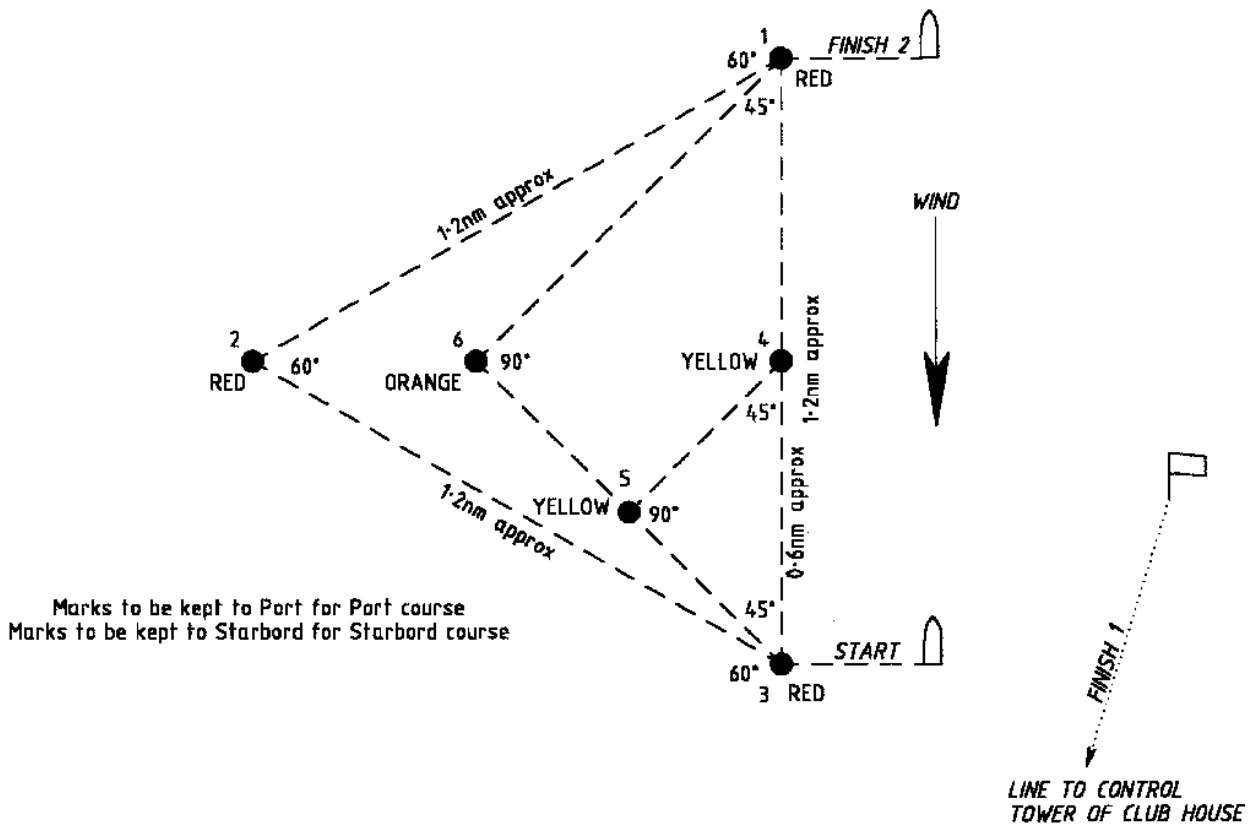 1
FINISH 2
60°
RED
45°
1·2nm approx
WIND
2
RED
60°
6
ORANGE
90°
4
YELLOW
45°
1·2nm approx
5
YELLOW
90°
0·6nm approx
1·2nm approx
Marks to be kept to Port for Port course
Marks to be kept to Starbord for Starbord course
45°
START
60°
3
RED
FINISH 1
LINE TO CONTROL
TOWER OF CLUB HOUSE